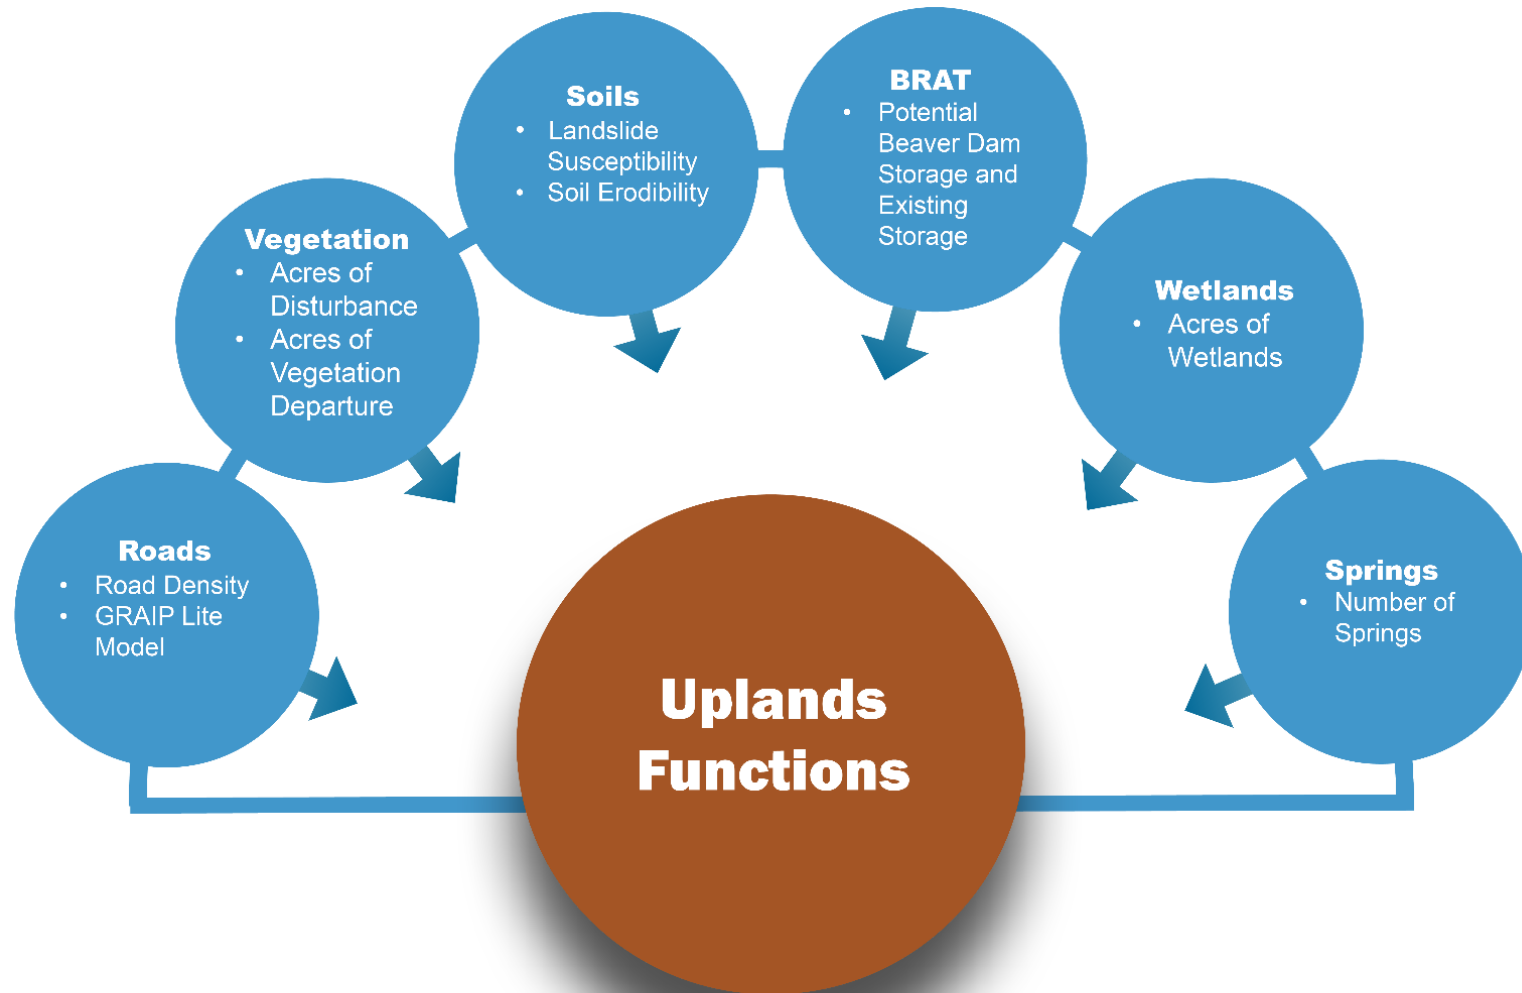 Roads
• Road Density
• GRAIP Lite
Model
Vegetation
• Acres of
Disturbance
• Acres of
Vegetation
Departure
Soils
• Landslide
Susceptibility
• Soil Erodibility
BRAT
• Potential
Beaver Dam
Storage and
Existing
Storage
Wetlands
• Acres of
Wetlands
Springs
• Number of
Springs
Uplands
Functions